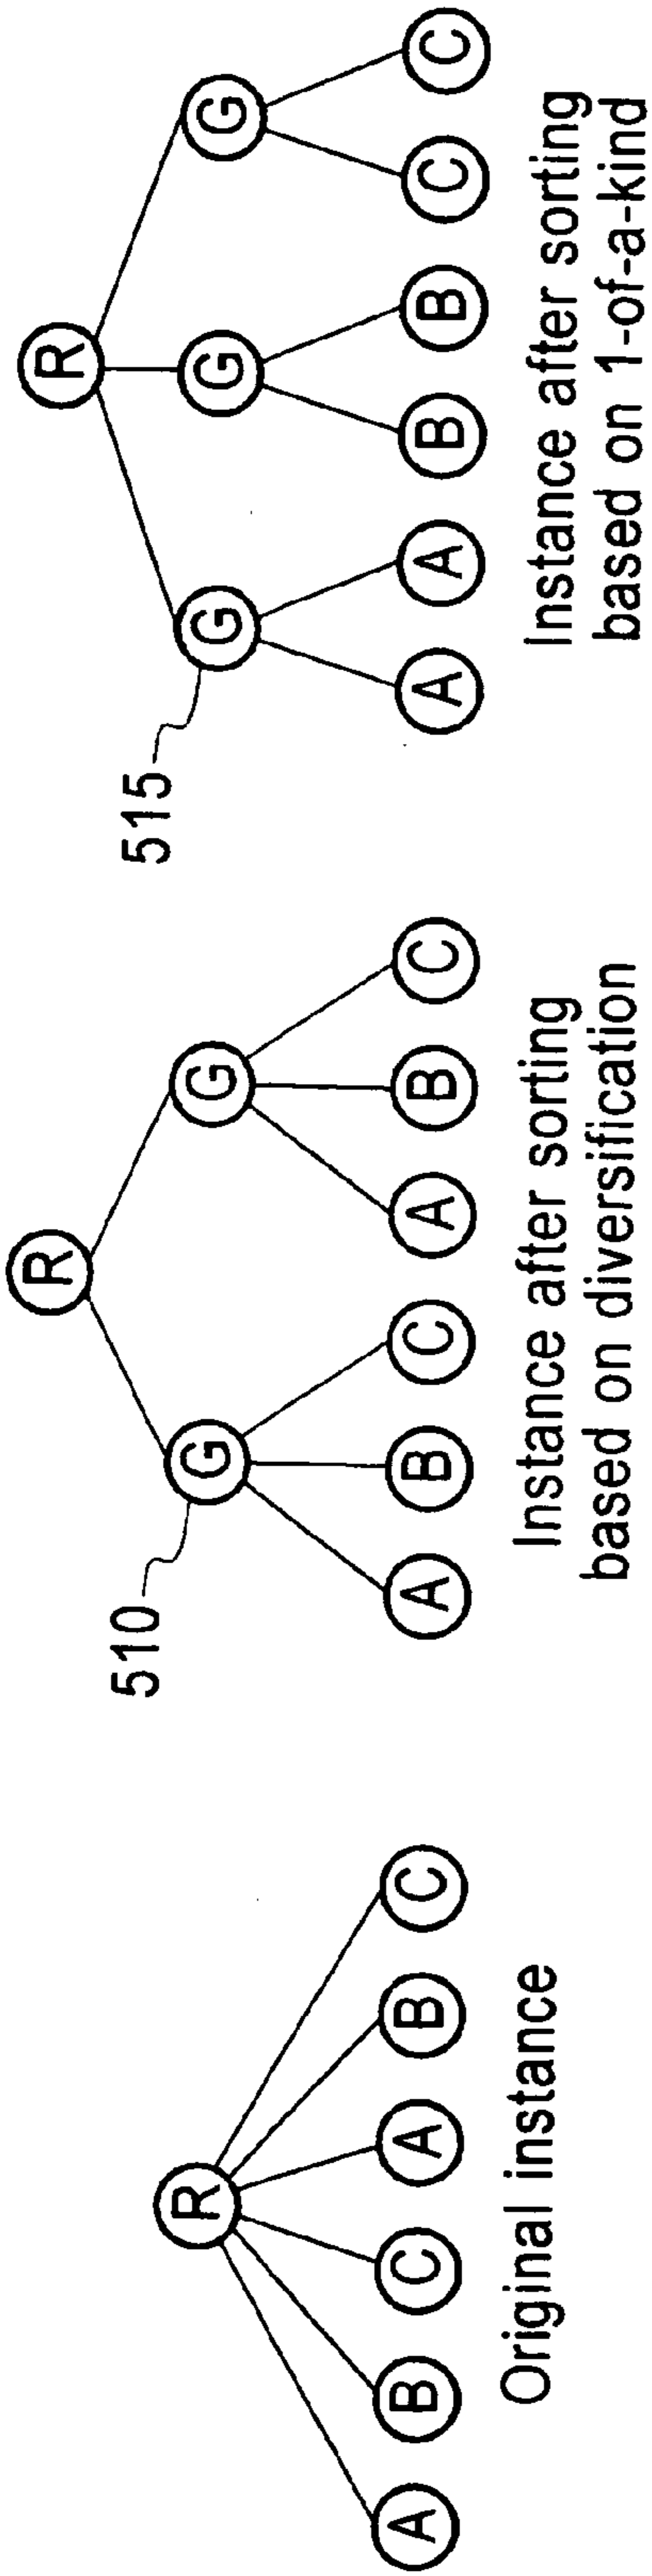 R
A B C A B C
Original instance
510
R
G G
A B C A B C
Instance after sorting
based on diversification
515
R
G G G
A A B B C C
Instance after sorting
based on 1-of-a-kind